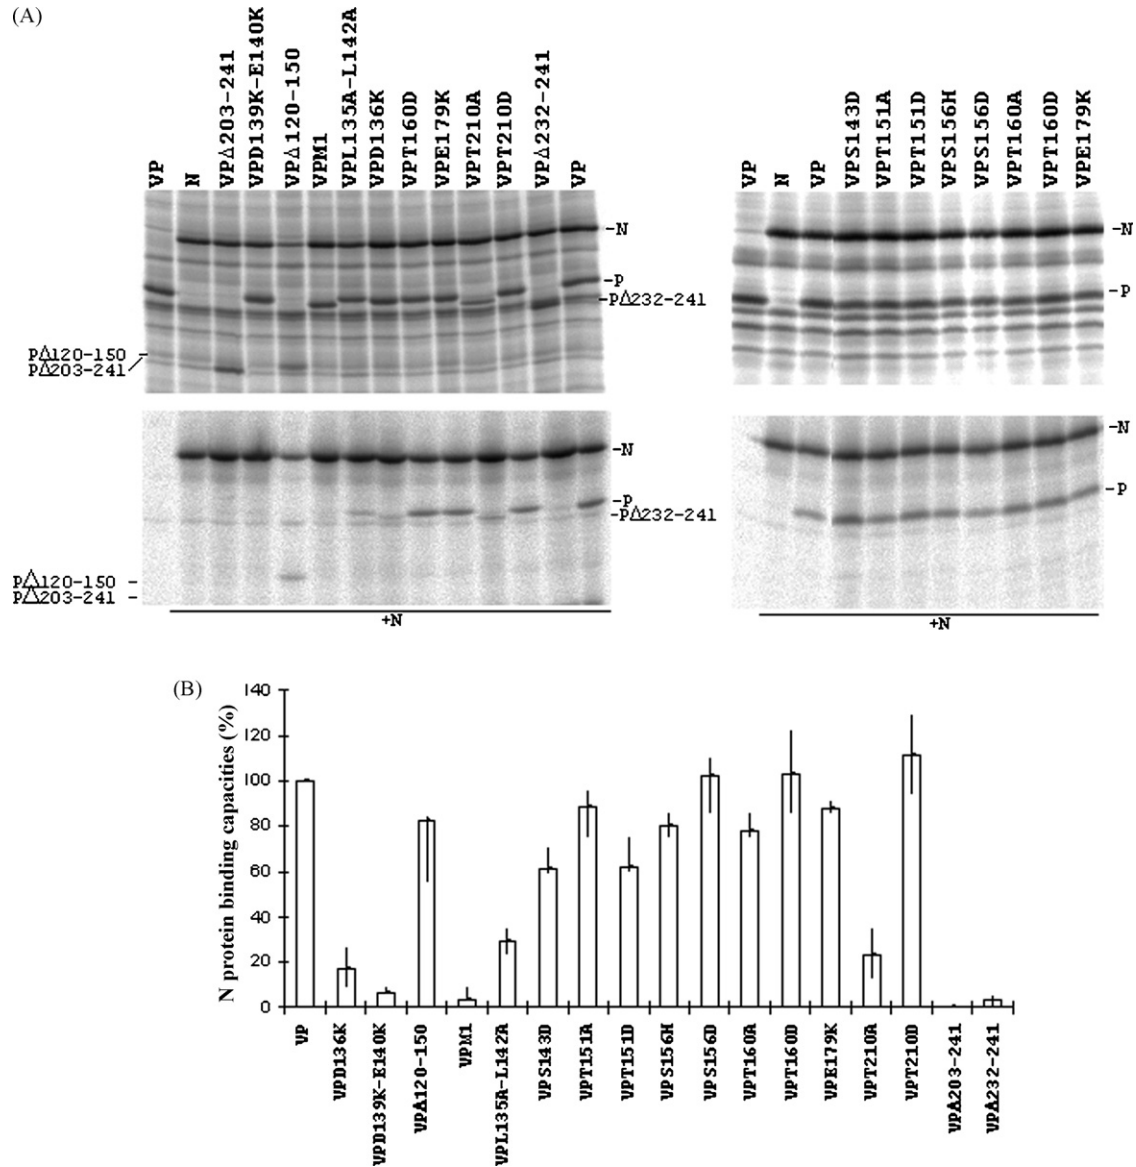 (A)
VP
N
VPΔ203-241
VPD139K-E140K
VPΔ120-150
VPM1
VPL135A-L142A
VPD136K
VPT160D
VPE179K
VPT210A
VPT210D
VPΔ232-241
VP
VP
N
VP
VPS143D
VPT151A
VPT151D
VPS156H
VPS156D
VPT160A
VPT160D
VPE179K
-N
-P
-PΔ232-241
PΔ120-150
PΔ203-241
-N
-P
-N
-P
-PΔ232-241
PΔ120-150 -
PΔ203-241 -
+N
-N
-P
+N
(B)
N protein binding capacities (%)
140
120
100
80
60
40
20
0
VP
VPD136K
VPD139K-E140K
VPΔ120-150
VPM1
VPL135A-L142A
VPS143D
VPT151A
VPT151D
VPS156H
VPS156D
VPT160A
VPT160D
VPE179K
VPT210A
VPT210D
VPΔ203-241
VPΔ232-241